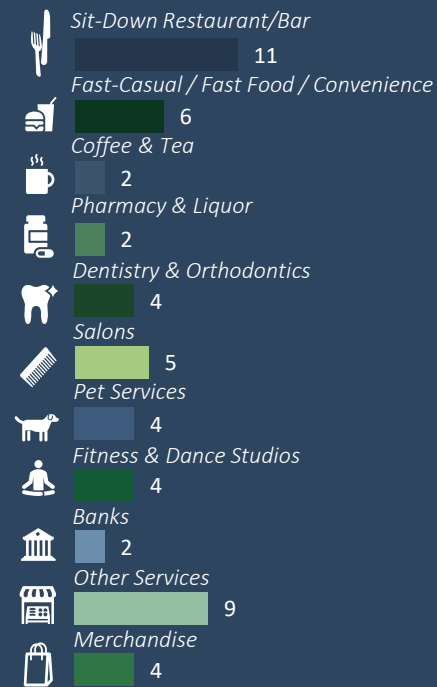 Sit-Down Restaurant/Bar
11
Fast-Casual / Fast Food / Convenience
6
Coffee & Tea
2
Pharmacy & Liquor
2
Dentistry & Orthodontics
4
Salons
5
Pet Services
4
Fitness & Dance Studios
4
Banks
2
Other Services
9
Merchandise
4